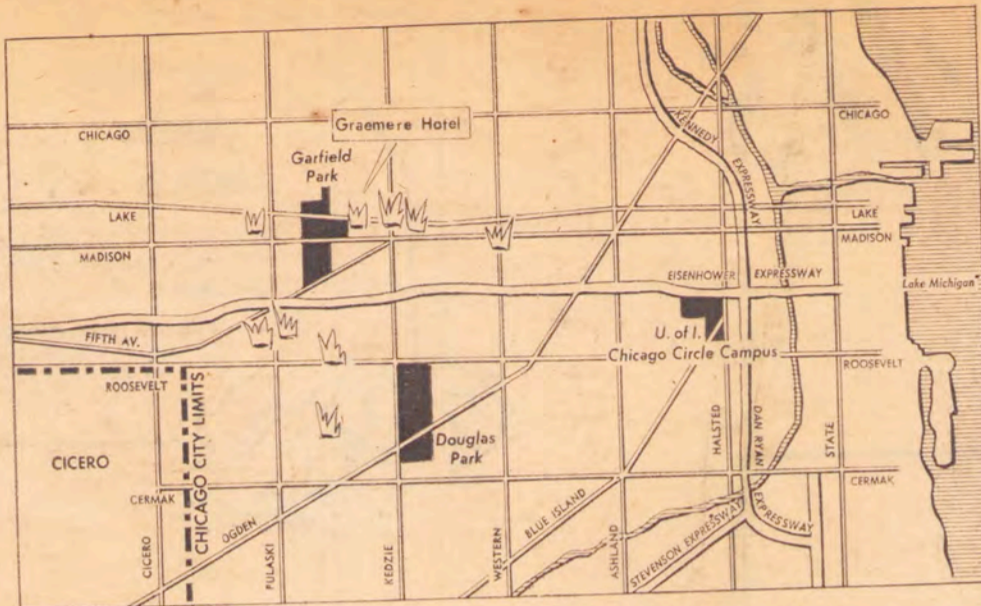 CHICAGO
Graemere Hotel
Garfield
Park
KENNEDY
EXPRESSWAY
CHICAGO
LAKE
MADISON
LAKE
MADISON
EISENHOWER
EXPRESSWAY
Lake Michigan
FIFTH AV.
U. of I.
Chicago Circle Campus
ROOSEVELT
ROOSEVELT
CHICAGO CITY LIMITS
CICERO
Douglas
Park
HALSTED
DAN RYAN
EXPRESSWAY
STATE
CERMAK
CERMAK
CICERO
OGDEN
PULASKI
KEDZIE
WESTERN
BLUE ISLAND
ASHLAND
STEVENSON EXPRESSWAY